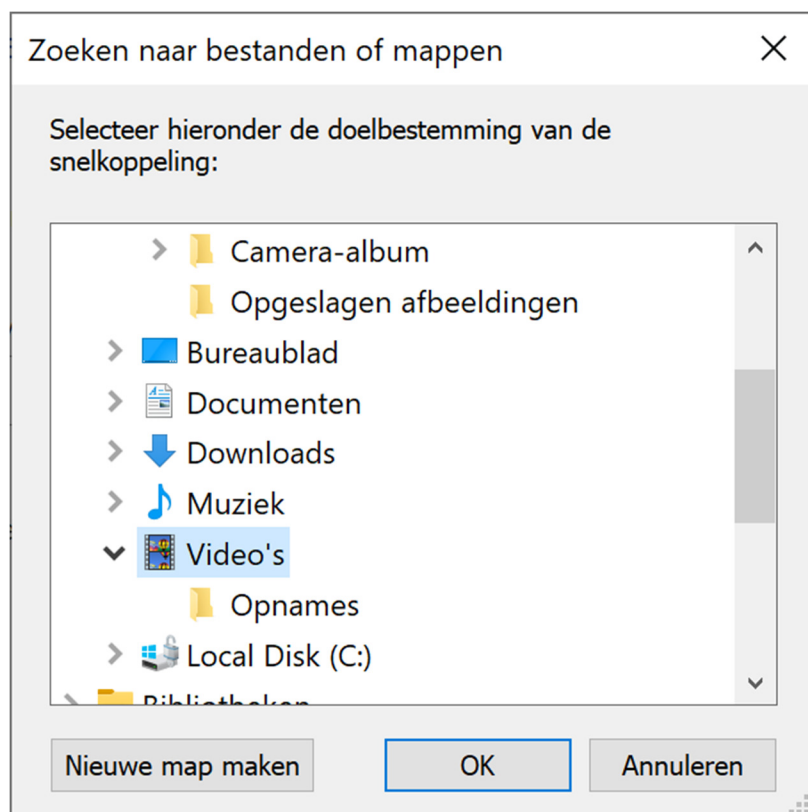 Zoeken naar bestanden of mappen
Selecteer hieronder de doelbestemming van de
snelkoppeling:
Camera-album
Opgeslagen afbeeldingen
Bureaublad
Documenten
Downloads
Muziek
Video's
Opnames
Local Disk (C:)
Bibliotheken
Nieuwe map maken
OK
Annuleren